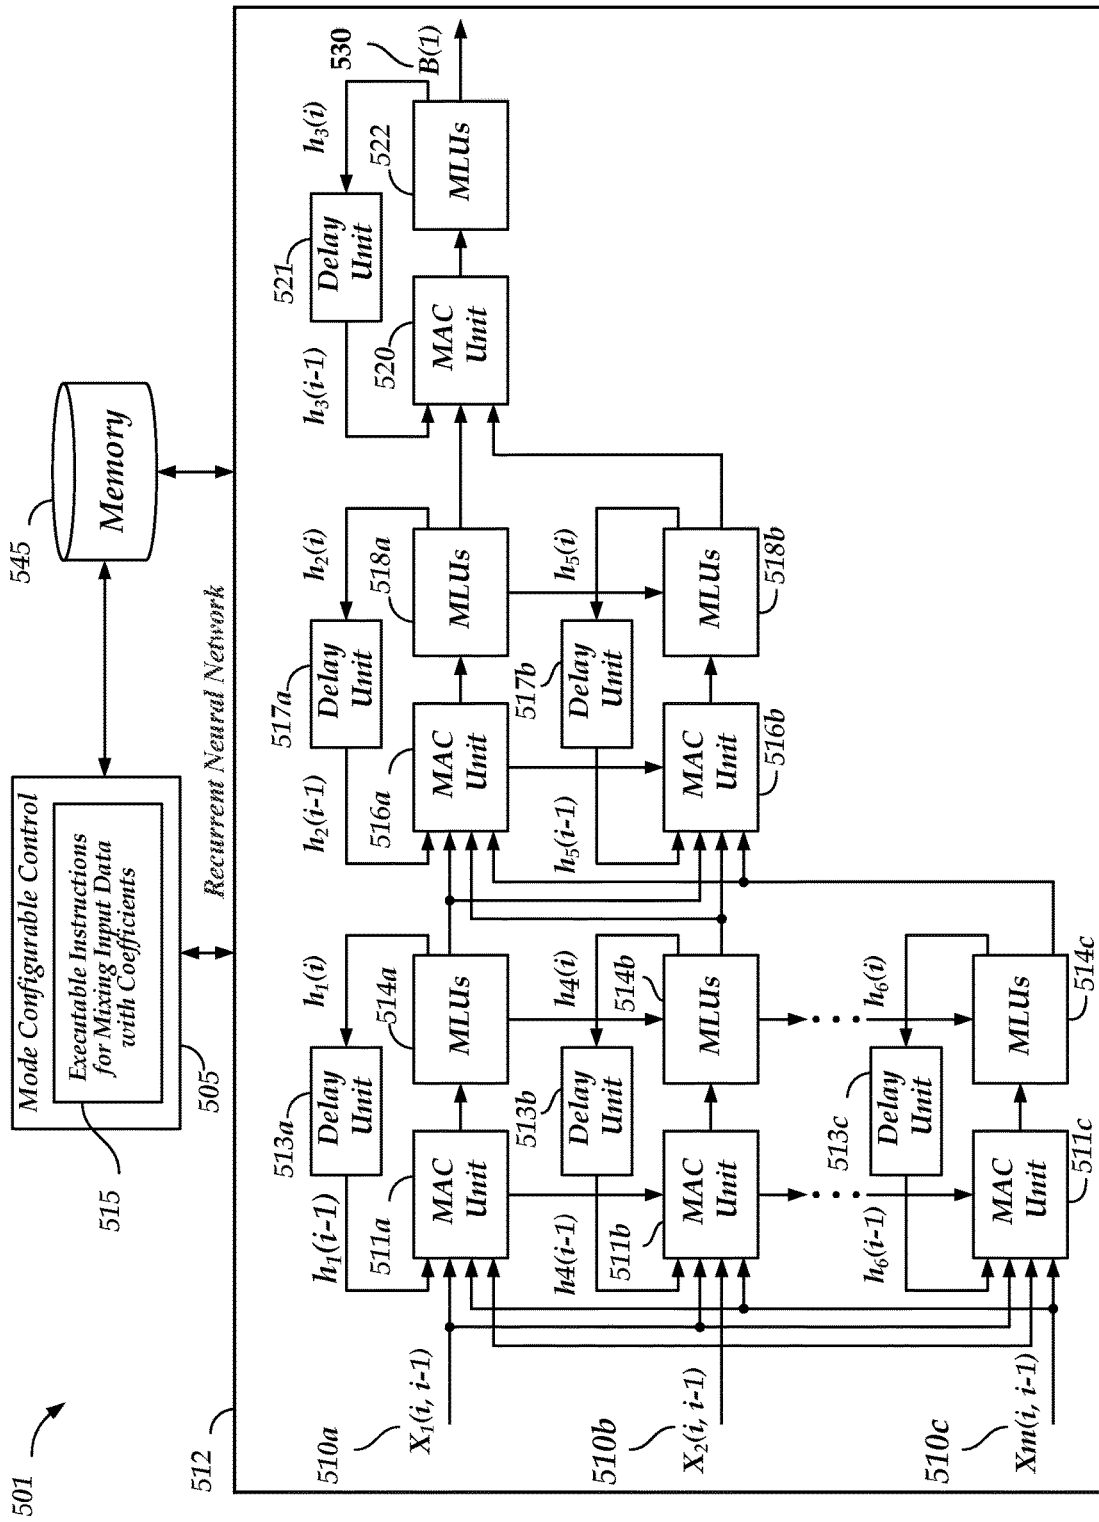 501
Mode Configurable Control
Executable Instructions
for Mixing Input Data
with Coefficients
515
505
545
Memory
512
Recurrent Neural Network
h₁(i-1)
513a
Delay
Unit
h₁(i)
h₂(i-1)
517a
Delay
Unit
h₂(i)
h₃(i-1)
521
Delay
Unit
h₃(i)
530
B(1)
510a
X₁(i, i-1)
511a
MAC
Unit
514a
MLUs
516a
MAC
Unit
518a
MLUs
520
MAC
Unit
522
MLUs
h4(i-1)
513b
Delay
Unit
h4(i)
h₅(i-1)
517b
Delay
Unit
h₅(i)
510b
X₂(i, i-1)
511b
MAC
Unit
514b
MLUs
516b
MAC
Unit
518b
MLUs
h₆(i-1)
513c
Delay
Unit
h₆(i)
510c
Xm(i, i-1)
511c
MAC
Unit
514c
MLUs